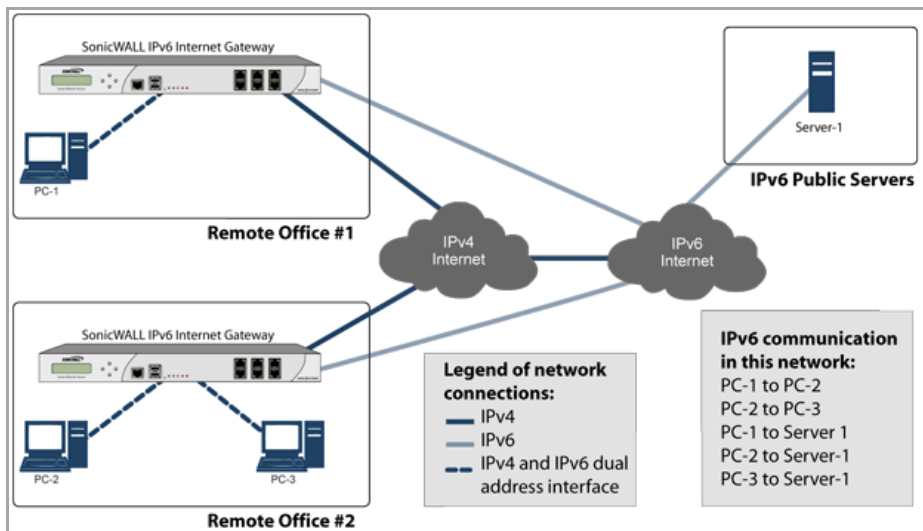 SonicWALL IPv6 Internet Gateway
SONICWALL
PC-1
Remote Office #1
Server-1
IPv6 Public Servers
IPv4
Internet
IPv6
Internet
SonicWALL IPv6 Internet Gateway
SONICWALL
PC-2
PC-3
Remote Office #2
Legend of network
connections:
IPv4
IPv6
IPv4 and IPv6 dual
address interface
IPv6 communication
in this network:
PC-1 to PC-2
PC-2 to PC-3
PC-1 to Server 1
PC-2 to Server-1
PC-3 to Server-1